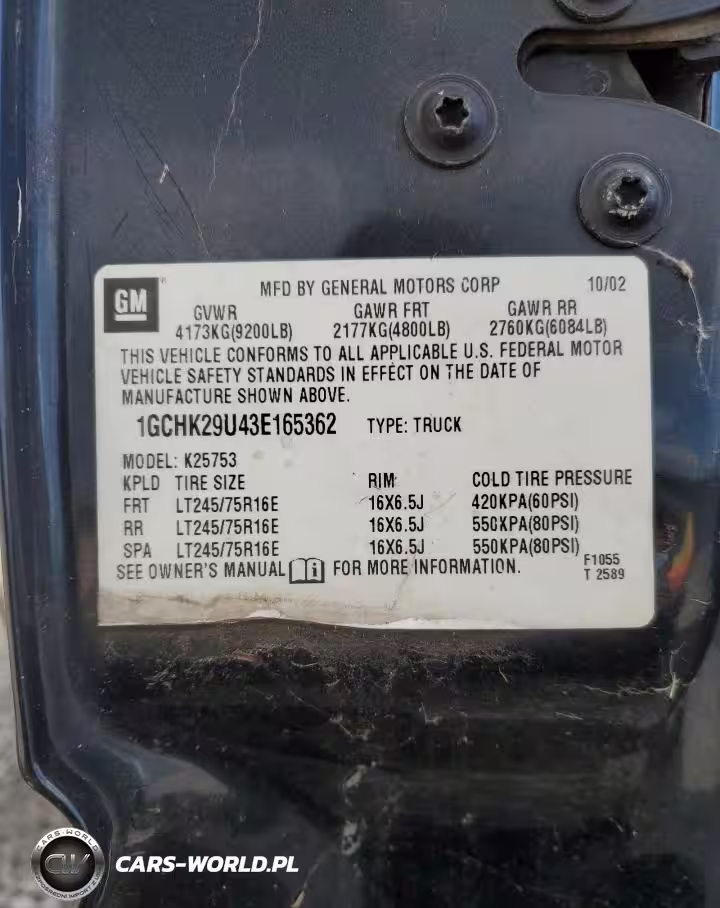 GM
MFD BY GENERAL MOTORS CORP 10/02
GVWR GAWR FRT GAWR RR
4173KG(9200LB) 2177KG(4800LB) 2760KG(6084LB)
THIS VEHICLE CONFORMS TO ALL APPLICABLE U.S. FEDERAL MOTOR
VEHICLE SAFETY STANDARDS IN EFFECT ON THE DATE OF
MANUFACTURE SHOWN ABOVE.
1GCHK29U43E165362 TYPE: TRUCK
MODEL: K25753
KPLD TIRE SIZE RIM COLD TIRE PRESSURE
FRT LT245/75R16E 16X6.5J 420KPA(60PSI)
RR LT245/75R16E 16X6.5J 550KPA(80PSI)
SPA LT245/75R16E 16X6.5J 550KPA(80PSI)
SEE OWNER'S MANUAL i FOR MORE INFORMATION.
F1055
T 2589
CARS-WORLD
CW
CARS-WORLD.PL